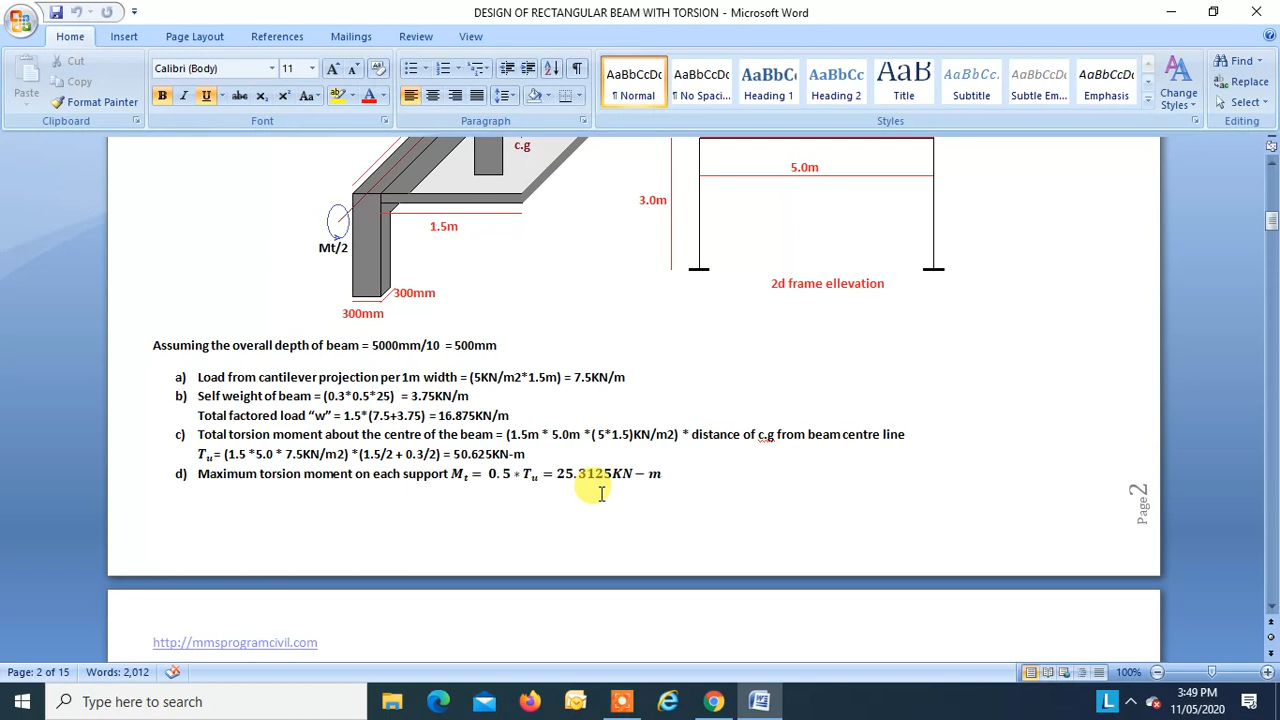 DESIGN OF RECTANGULAR BEAM WITH TORSION - Microsoft Word
Home Insert Page Layout References Mailings Review View
Paste
Cut
Copy
Format Painter
Clipboard
Calibri (Body) 11
B I U abc X₂ X² Aa A
Font
Paragraph
AaBbCcDc AaBbCcDc AaBbC AaBbCc AaB AaBbCc. AaBbCcDc AaBbCcDc
¶ Normal ¶ No Spaci... Heading 1 Heading 2 Title Subtitle Subtle Em... Emphasis
Change Styles
Styles
Find
Replace
Select
Editing
c.g
5.0m
3.0m
1.5m
Mt/2
2d frame ellevation
300mm
300mm
Assuming the overall depth of beam = 5000mm/10 = 500mm
a) Load from cantilever projection per 1m width = (5KN/m2*1.5m) = 7.5KN/m
b) Self weight of beam = (0.3*0.5*25) = 3.75KN/m
Total factored load “w” = 1.5*(7.5+3.75) = 16.875KN/m
c) Total torsion moment about the centre of the beam = (1.5m * 5.0m *( 5*1.5)KN/m2) * distance of c.g from beam centre line
Tᵤ= (1.5 *5.0 * 7.5KN/m2) *(1.5/2 + 0.3/2) = 50.625KN-m
d) Maximum torsion moment on each support Mₜ = 0.5 * Tᵤ = 25.3125KN − m
Page 2
http://mmsprogramcivil.com
Page: 2 of 15 Words: 2,012 100%
Type here to search
L
3:49 PM
11/05/2020